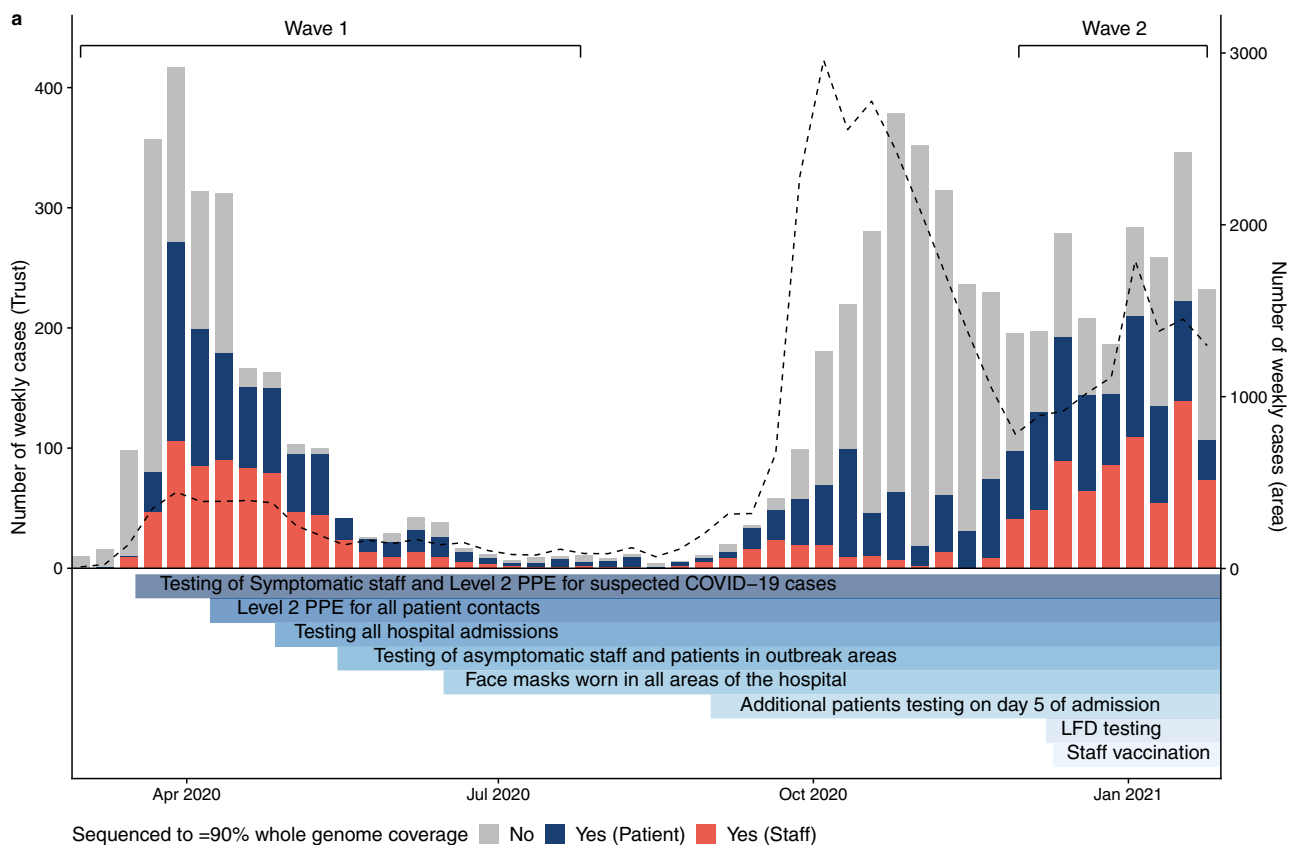 a
Wave 1
Wave 2
Number of weekly cases (Trust)
400
300
200
100
0
Number of weekly cases (area)
3000
2000
1000
0
Testing of Symptomatic staff and Level 2 PPE for suspected COVID−19 cases
Level 2 PPE for all patient contacts
Testing all hospital admissions
Testing of asymptomatic staff and patients in outbreak areas
Face masks worn in all areas of the hospital
Additional patients testing on day 5 of admission
LFD testing
Staff vaccination
Apr 2020
Jul 2020
Oct 2020
Jan 2021
Sequenced to =90% whole genome coverage No Yes (Patient) Yes (Staff)